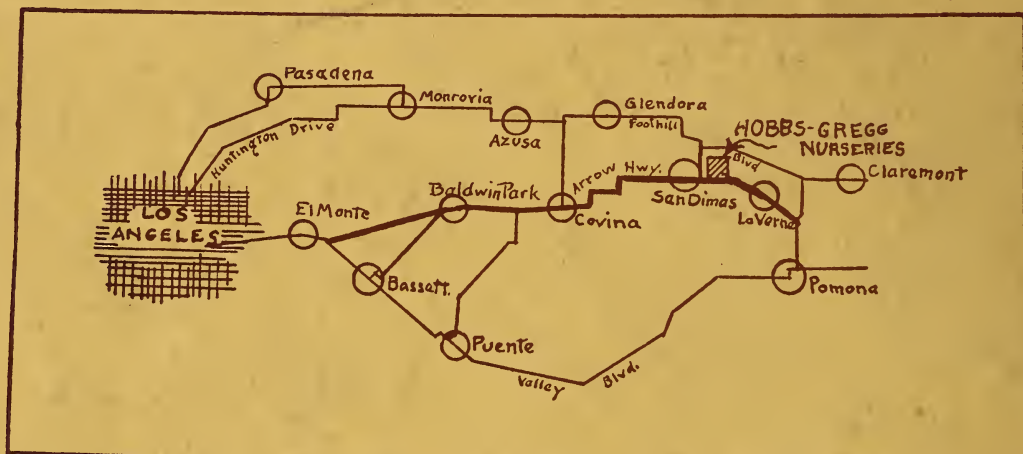 Pasadena
Monrovia
Huntington Drive
Azusa
Glendora
Foothill
Blvd
HOBBS-GREGG
NURSERIES
Claremont
LOS
ANGELES
El Monte
Baldwin Park
Arrow Hwy.
Covina
San Dimas
La Verne
Bassett.
Puente
Pomona
Valley Blvd.